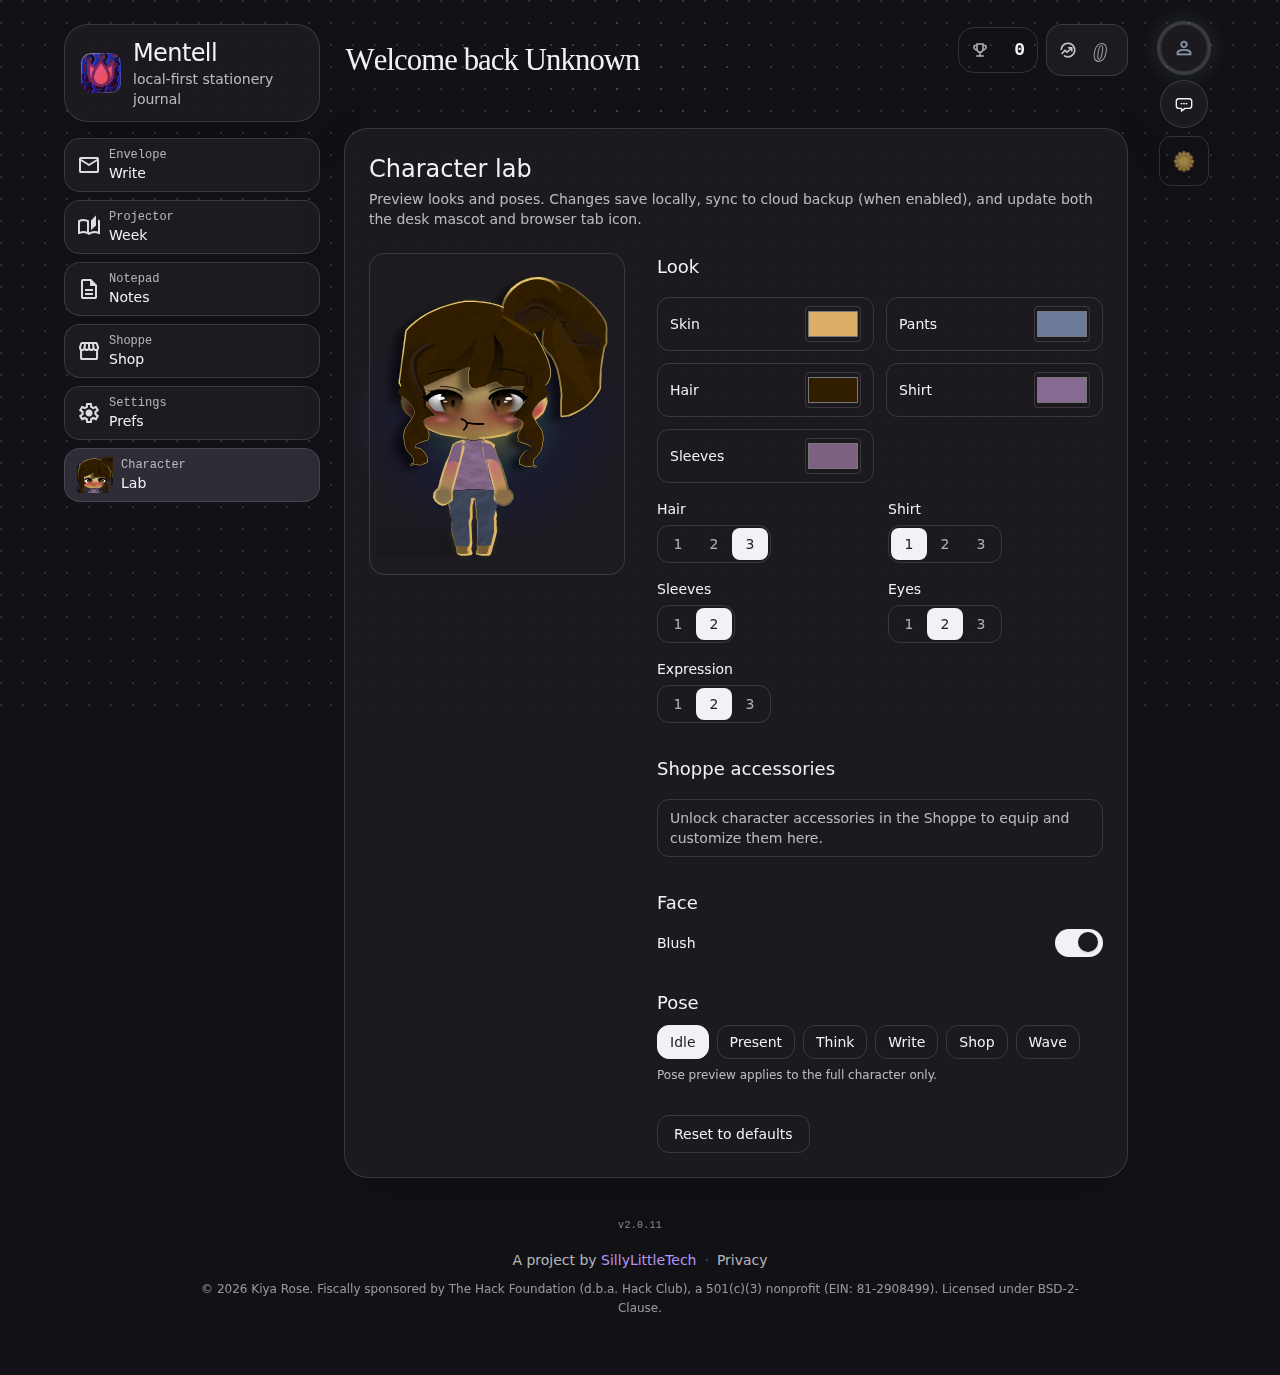 Mentell
local-first stationery
journal
Envelope
Write
Projector
Week
Notepad
Notes
Shoppe
Shop
Settings
Prefs
Character
Lab
Welcome back Unknown
0
0
Character lab
Preview looks and poses. Changes save locally, sync to cloud backup (when enabled), and update both
the desk mascot and browser tab icon.
Look
Skin
Pants
Hair
Shirt
Sleeves
Hair
Shirt
1 2 3
1 2 3
Sleeves
Eyes
1 2
1 2 3
Expression
1 2 3
Shoppe accessories
Unlock character accessories in the Shoppe to equip and
customize them here.
Face
Blush
Pose
Idle Present Think Write Shop Wave
Pose preview applies to the full character only.
Reset to defaults
v2.0.11
A project by SillyLittleTech · Privacy
© 2026 Kiya Rose. Fiscally sponsored by The Hack Foundation (d.b.a. Hack Club), a 501(c)(3) nonprofit (EIN: 81-2908499). Licensed under BSD-2-
Clause.